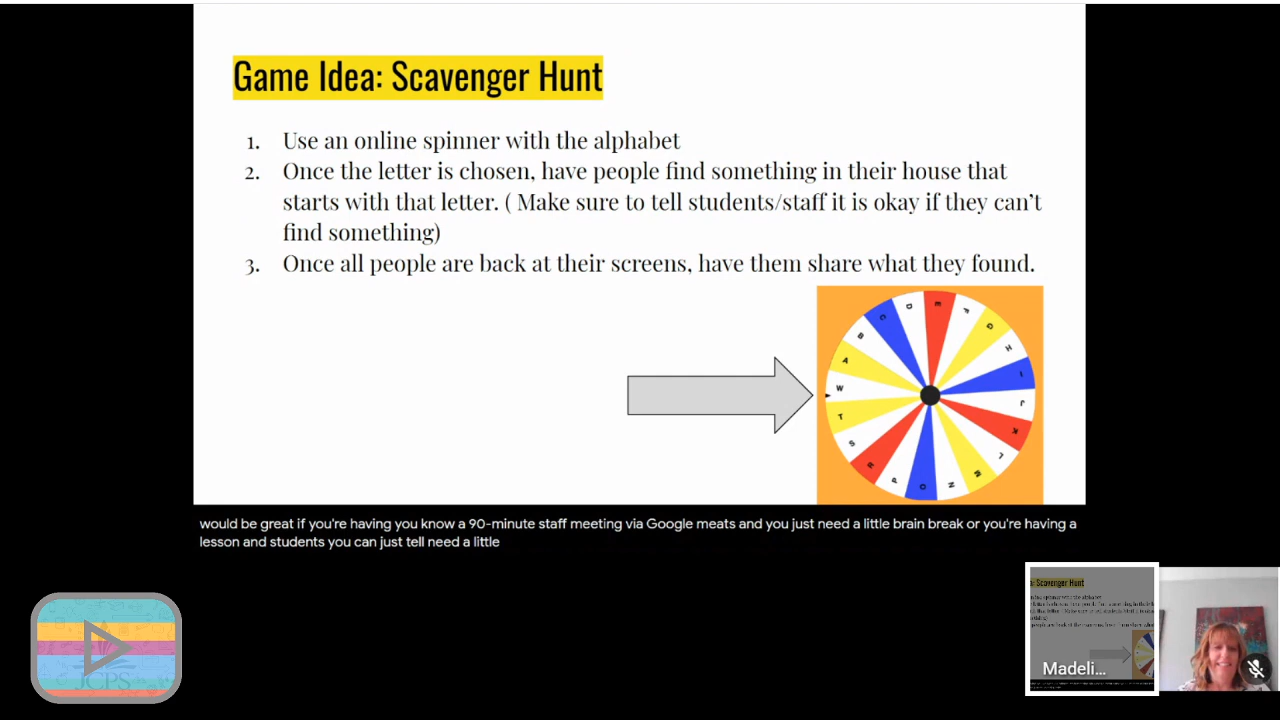 Game Idea: Scavenger Hunt
1. Use an online spinner with the alphabet
2. Once the letter is chosen, have people find something in their house that
starts with that letter. ( Make sure to tell students/staff it is okay if they can't
find something)
3. Once all people are back at their screens, have them share what they found.
A
B
C
D
E
F
G
H
I
J
K
L
M
N
O
P
R
S
T
W
would be great if you're having you know a 90-minute staff meeting via Google meats and you just need a little brain break or you're having a
lesson and students you can just tell need a little
Scavenger Hunt
Madeli...
JCPS